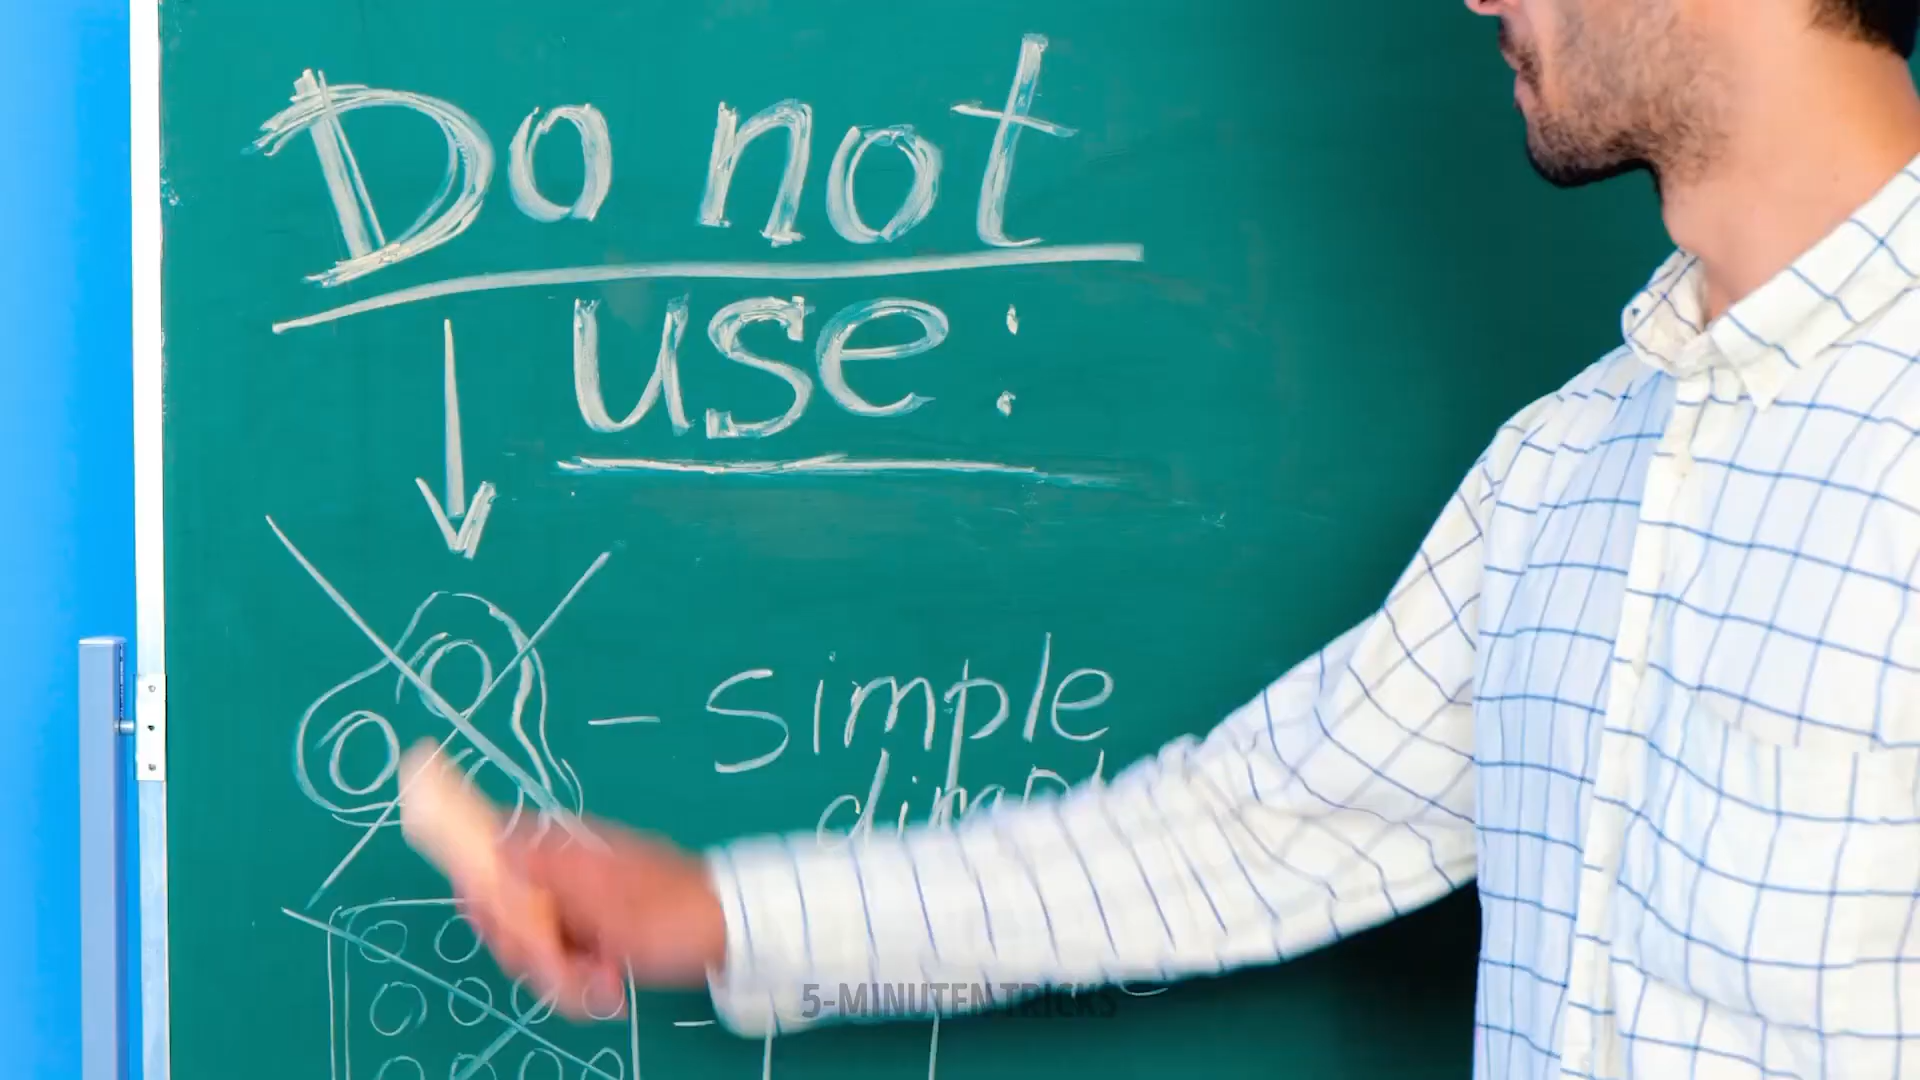 Do not
use:
– simple
5-MINUTEN TRICKS